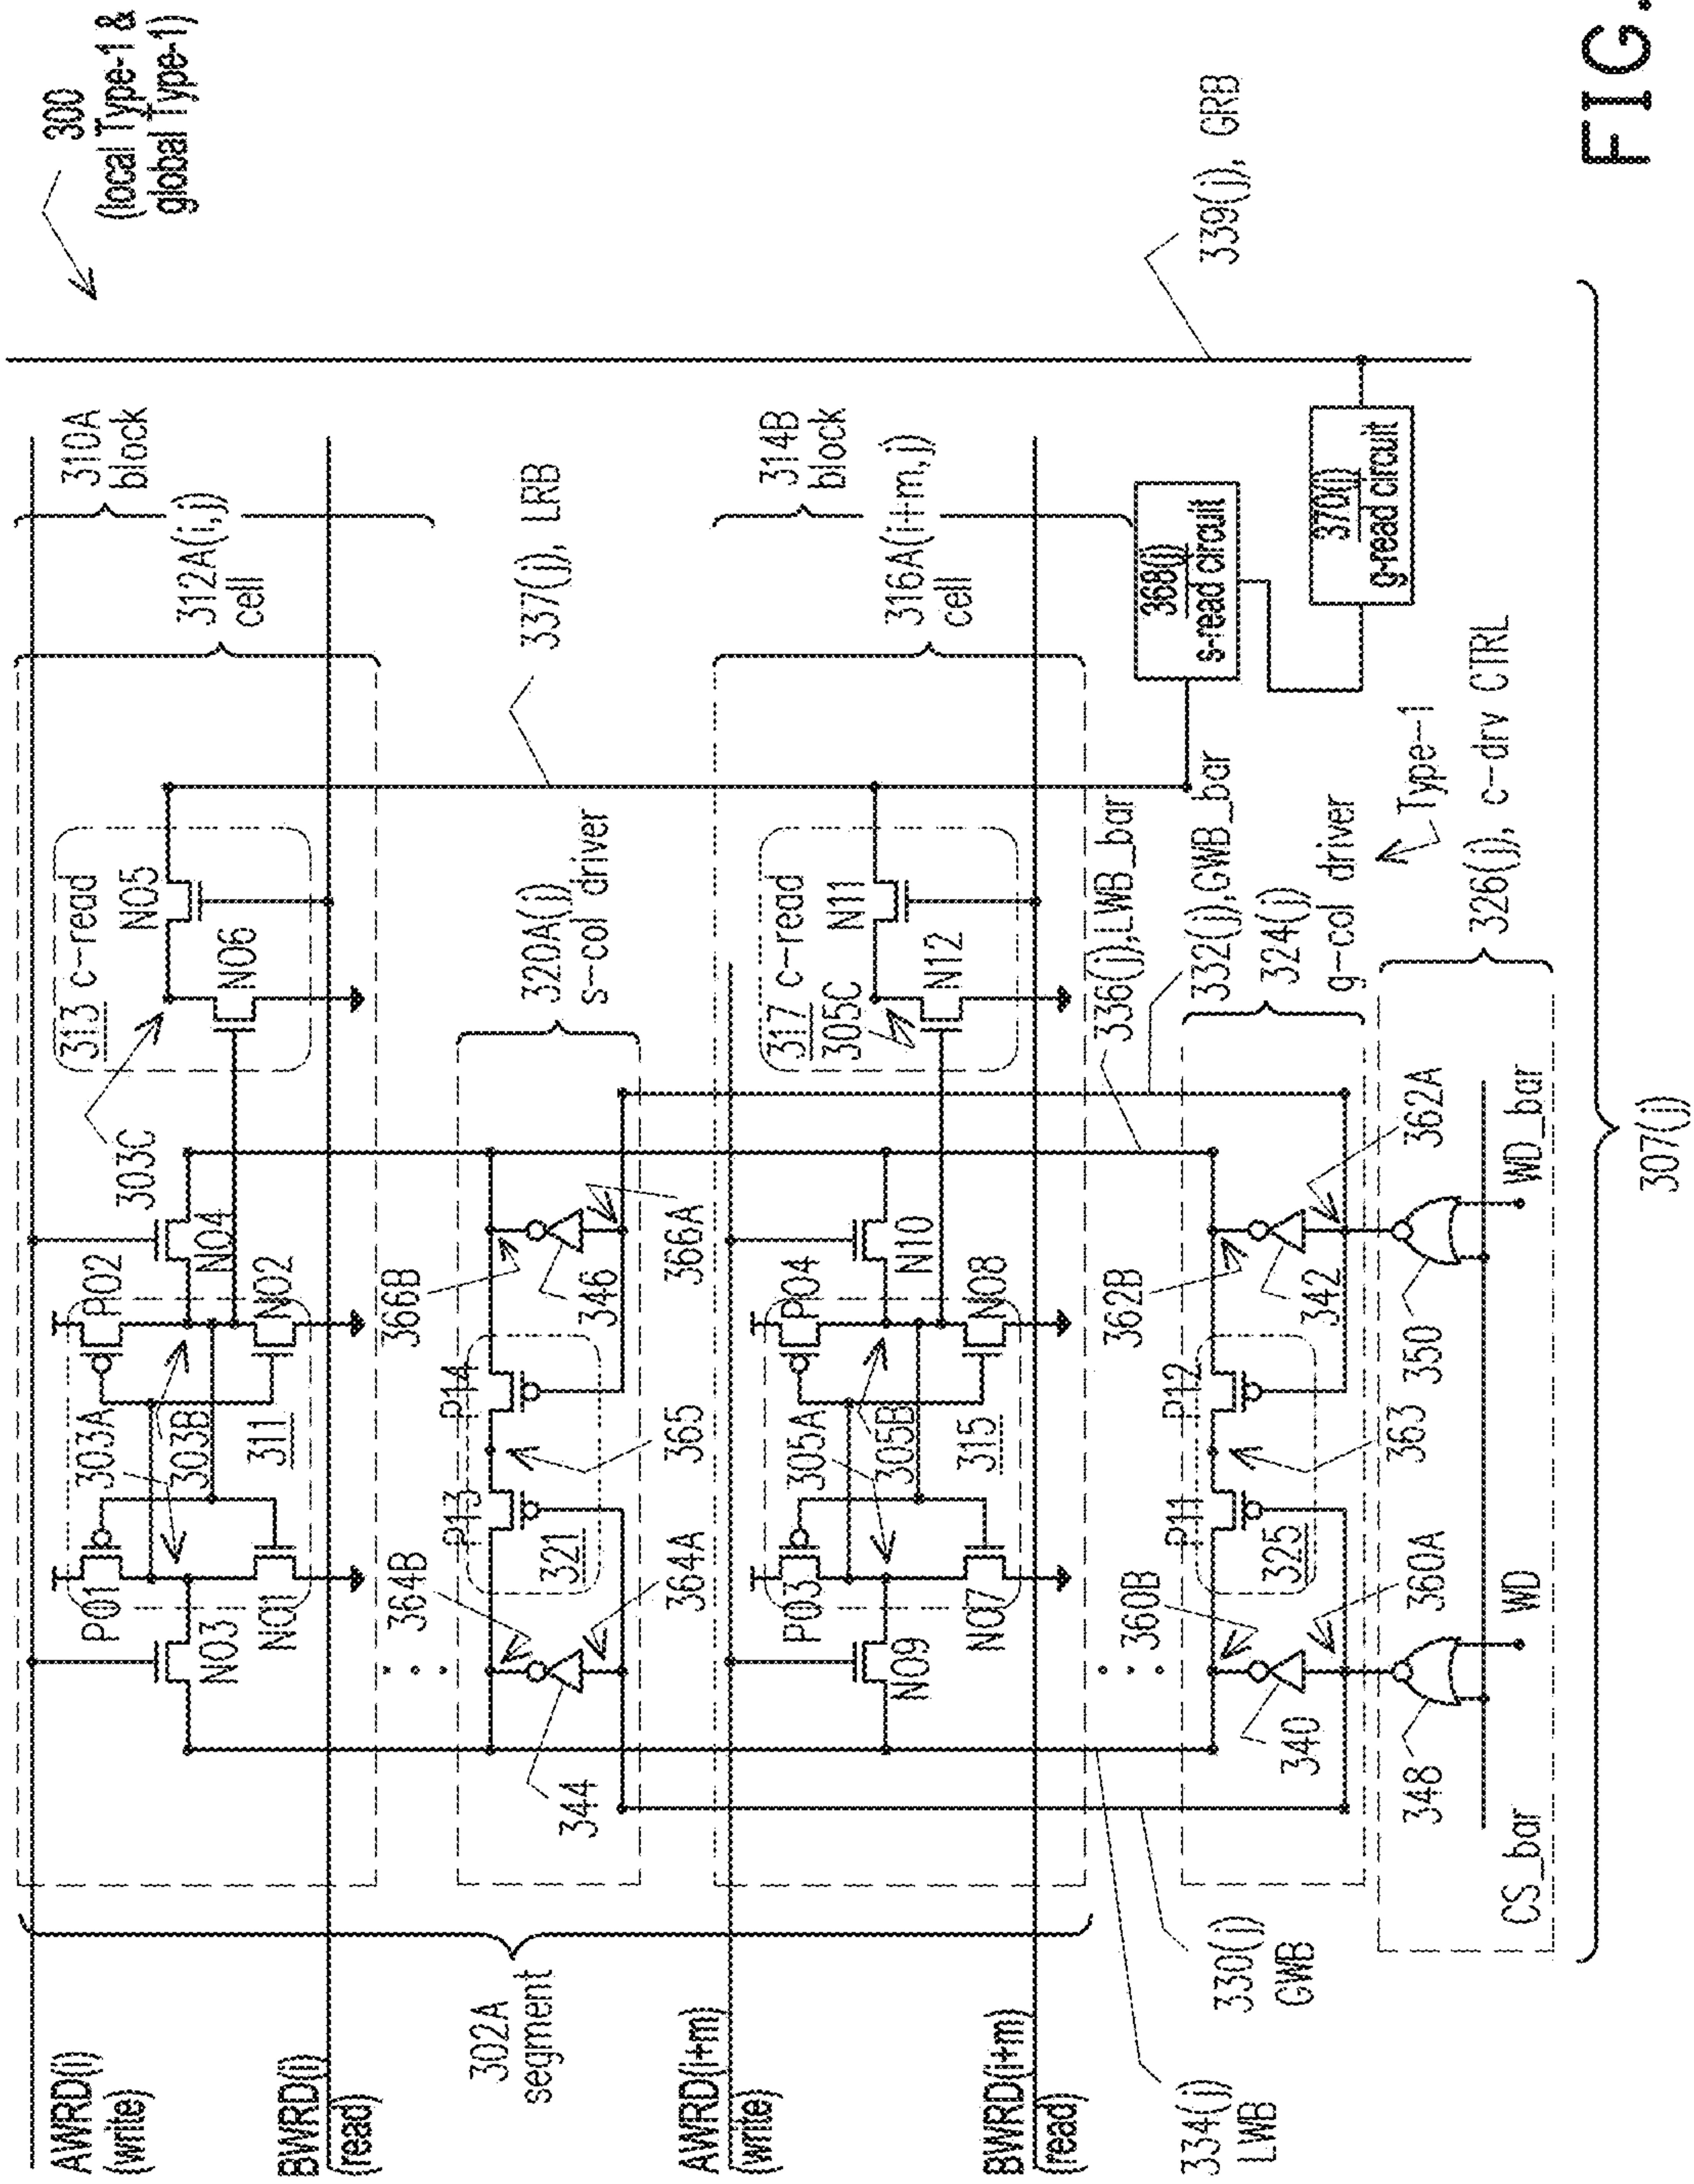 300
(local Type-1 &
global Type-1)
AWRD(i)
(write)
BWRD(i)
(read)
302A
segment
AWRD(i+m)
(write)
BWRD(i+m)
(read)
334(j)
LWB
330(j)
GWB
P01
303A
303B
311
P02
N03
N01
N04
N02
303C
313 c-read
N05
N06
312A(i,j)
cell
310A
block
364B
364A
344
P13
321
P14
365
366B
346
366A
320A(j)
s-col driver
337(j), LRB
P03
305A
305B
315
P04
N09
N07
N10
N08
317 c-read
305C
N11
N12
316A(i+m,j)
cell
314B
block
360B
360A
340
P11
325
P12
363
362B
342
362A
336(j),LWB_bar
332(j),GWB_bar
324(j)
g-col driver
Type-1
368(j)
s-read circuit
370(j)
g-read circuit
339(j), GRB
348
350
326(j), c-drv CTRL
CS_bar
WD
WD_bar
307(j)
FIG.